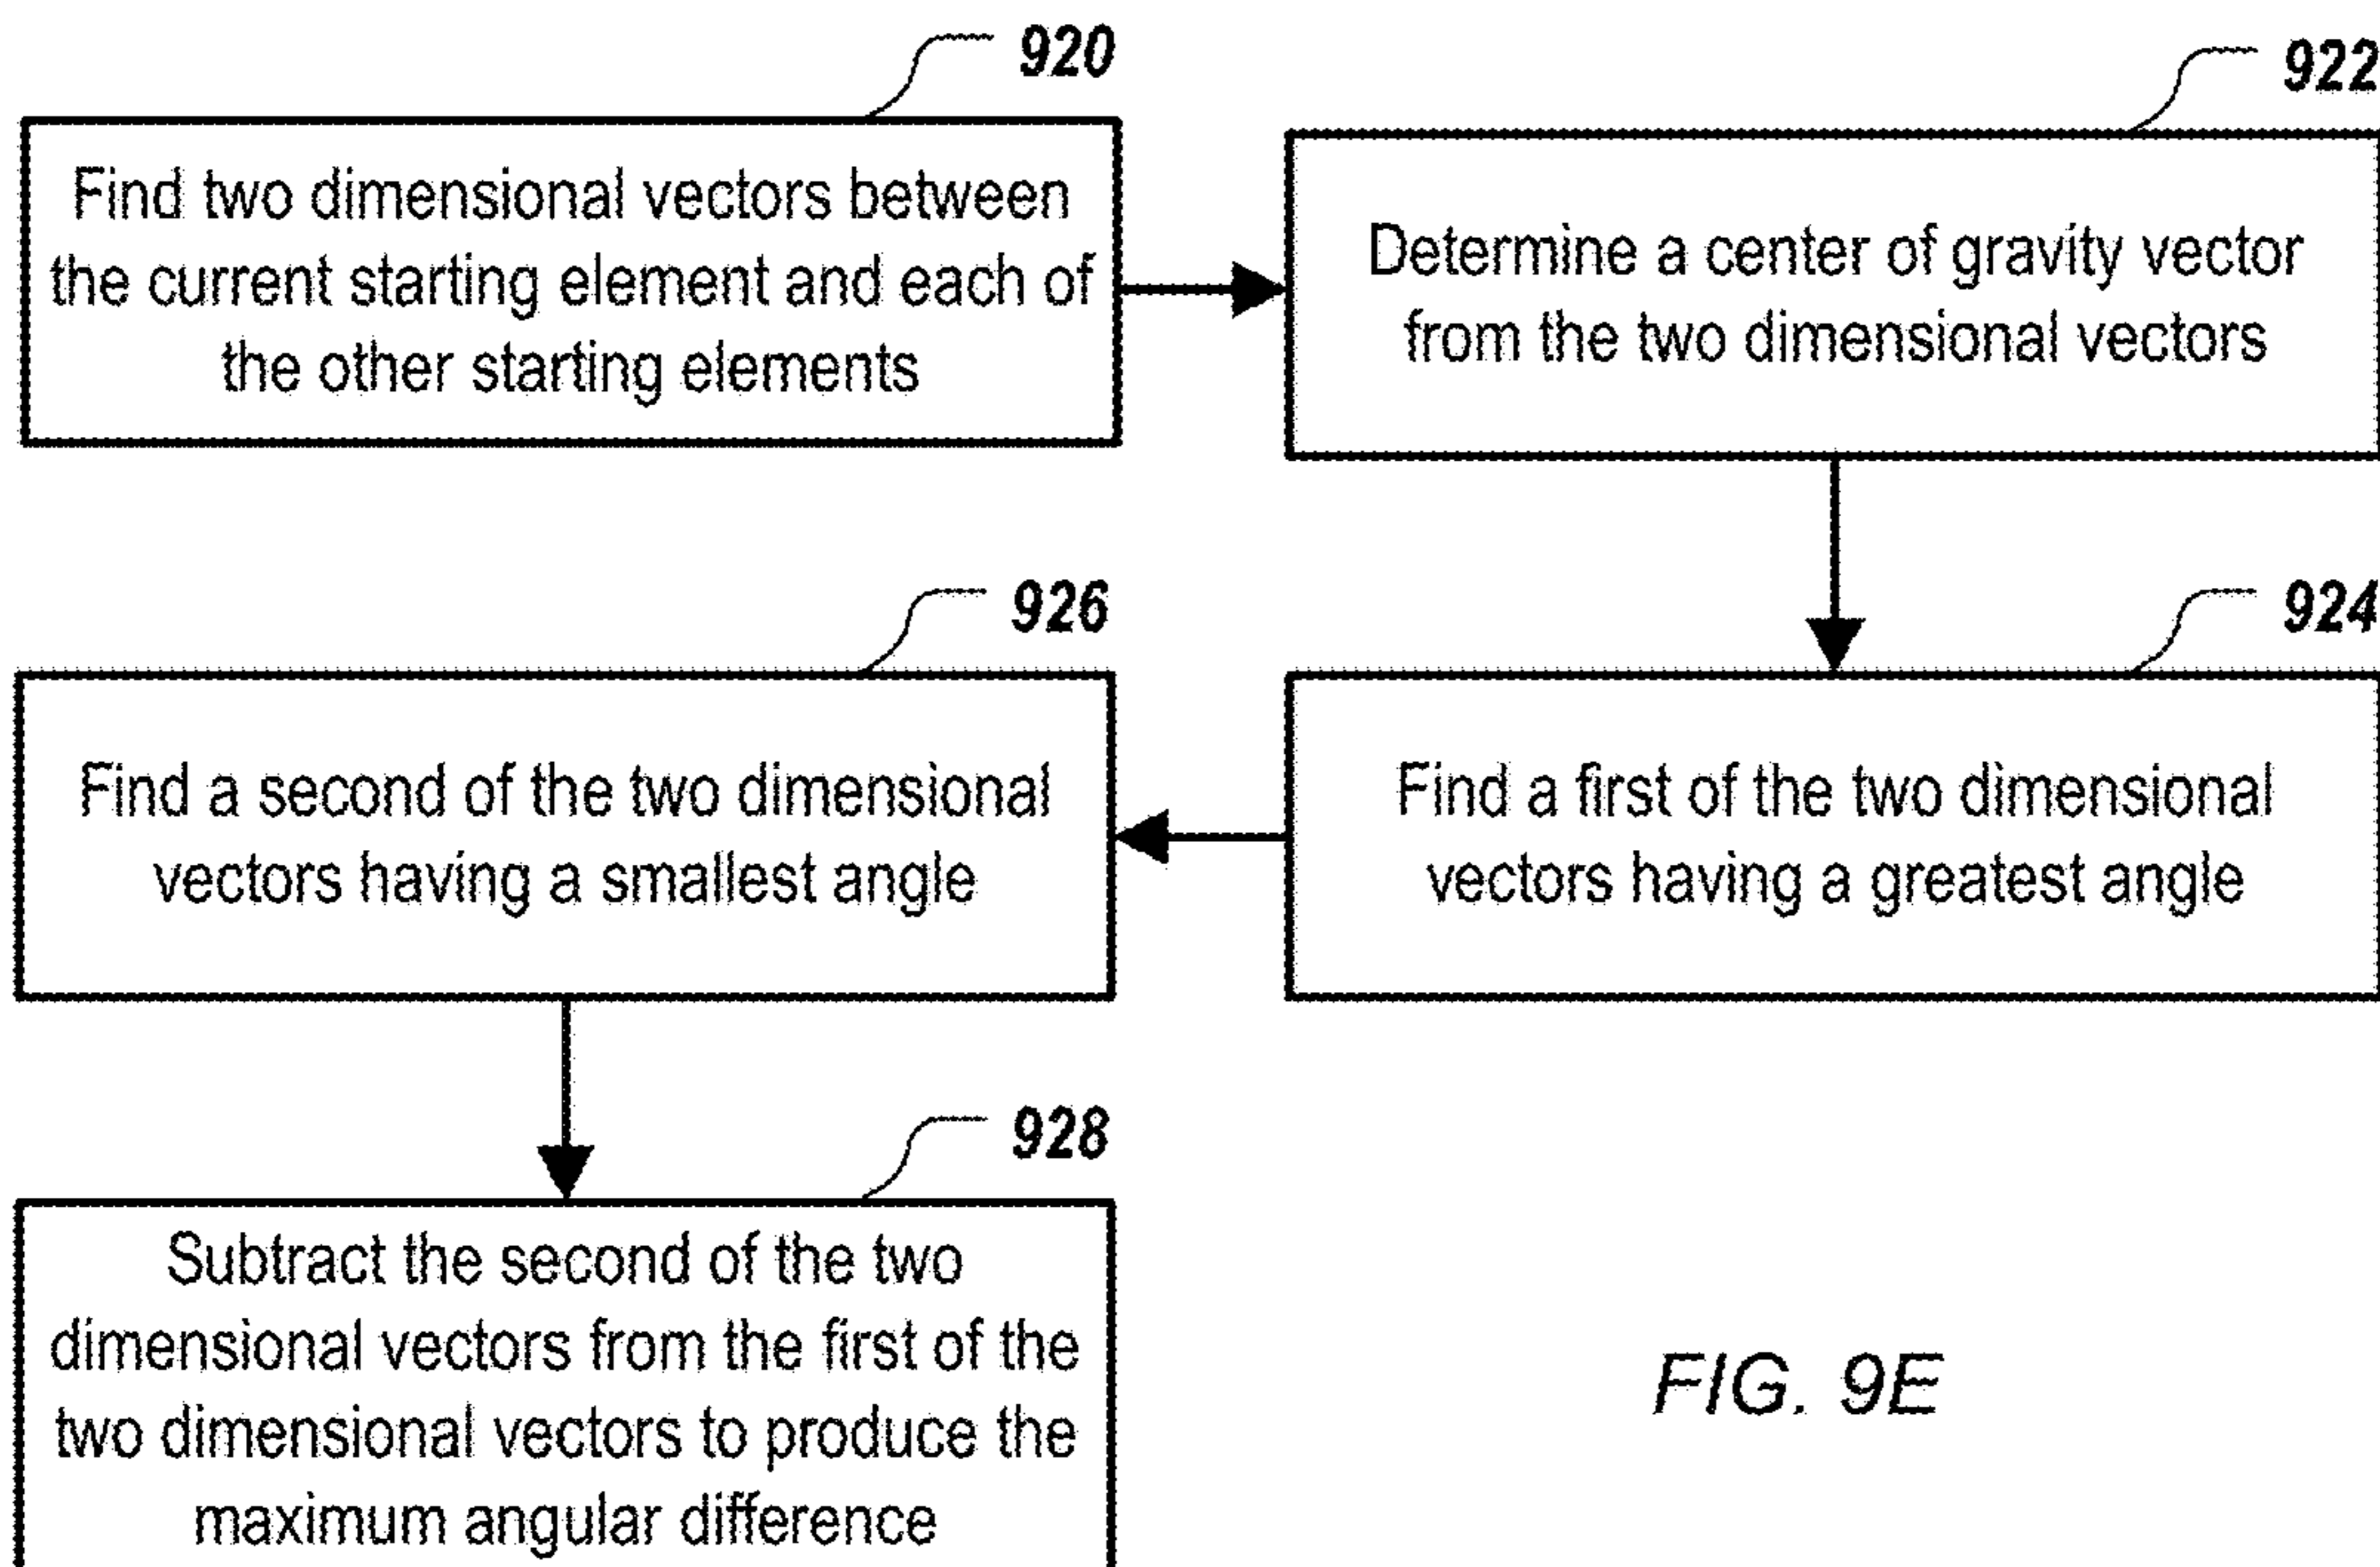 920
Find two dimensional vectors between
the current starting element and each of
the other starting elements
922
Determine a center of gravity vector
from the two dimensional vectors
924
Find a first of the two dimensional
vectors having a greatest angle
926
Find a second of the two dimensional
vectors having a smallest angle
928
Subtract the second of the two
dimensional vectors from the first of the
two dimensional vectors to produce the
maximum angular difference
FIG. 9E